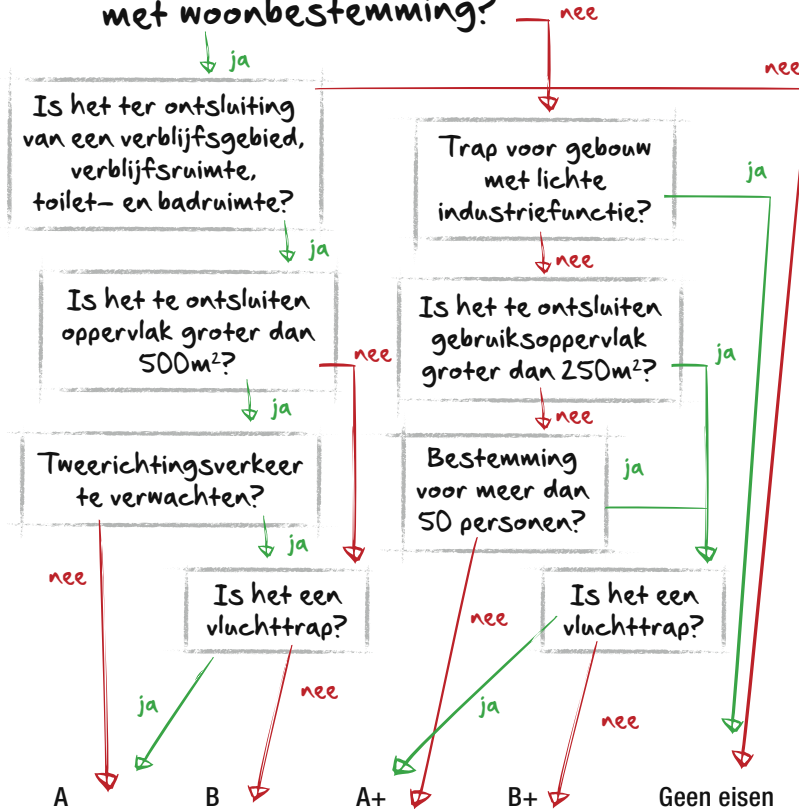 met woonbestemming?
nee
ja
nee
Is het ter ontsluiting
van een verblijfsgebied,
verblijfsruimte,
toilet– en badruimte?
Trap voor gebouw
met lichte
industriefunctie?
ja
ja
nee
Is het te ontsluiten
oppervlak groter dan
500m²?
nee
Is het te ontsluiten
gebruiksoppervlak
groter dan 250m²?
ja
ja
nee
Tweerichtingsverkeer
te verwachten?
Bestemming
voor meer dan
50 personen?
ja
ja
nee
Is het een
vluchttrap?
nee
Is het een
vluchttrap?
ja
nee
ja
nee
A
B
A+
B+
Geen eisen